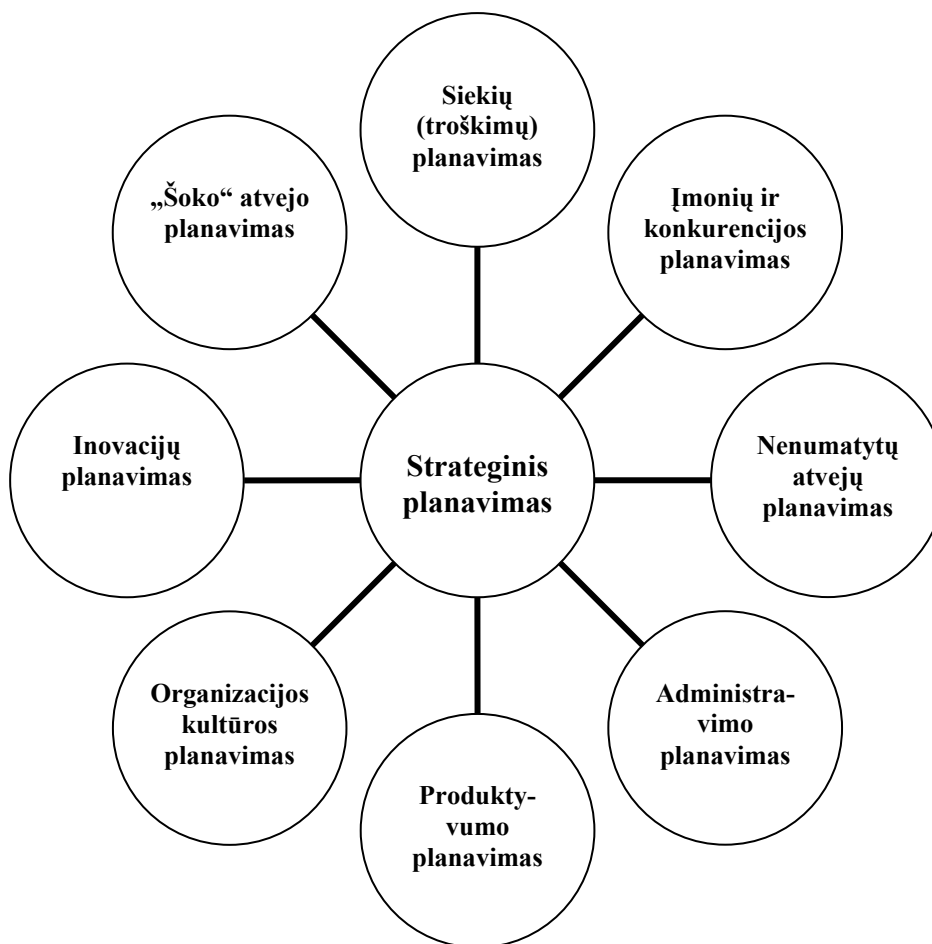 Siekių
(troškimų)
planavimas
„Šoko“ atvejo
planavimas
Įmonių ir
konkurencijos
planavimas
Inovacijų
planavimas
Strateginis
planavimas
Nenumatytų
atvejų
planavimas
Organizacijos
kultūros
planavimas
Administra-
vimo
planavimas
Produkty-
vumo
planavimas